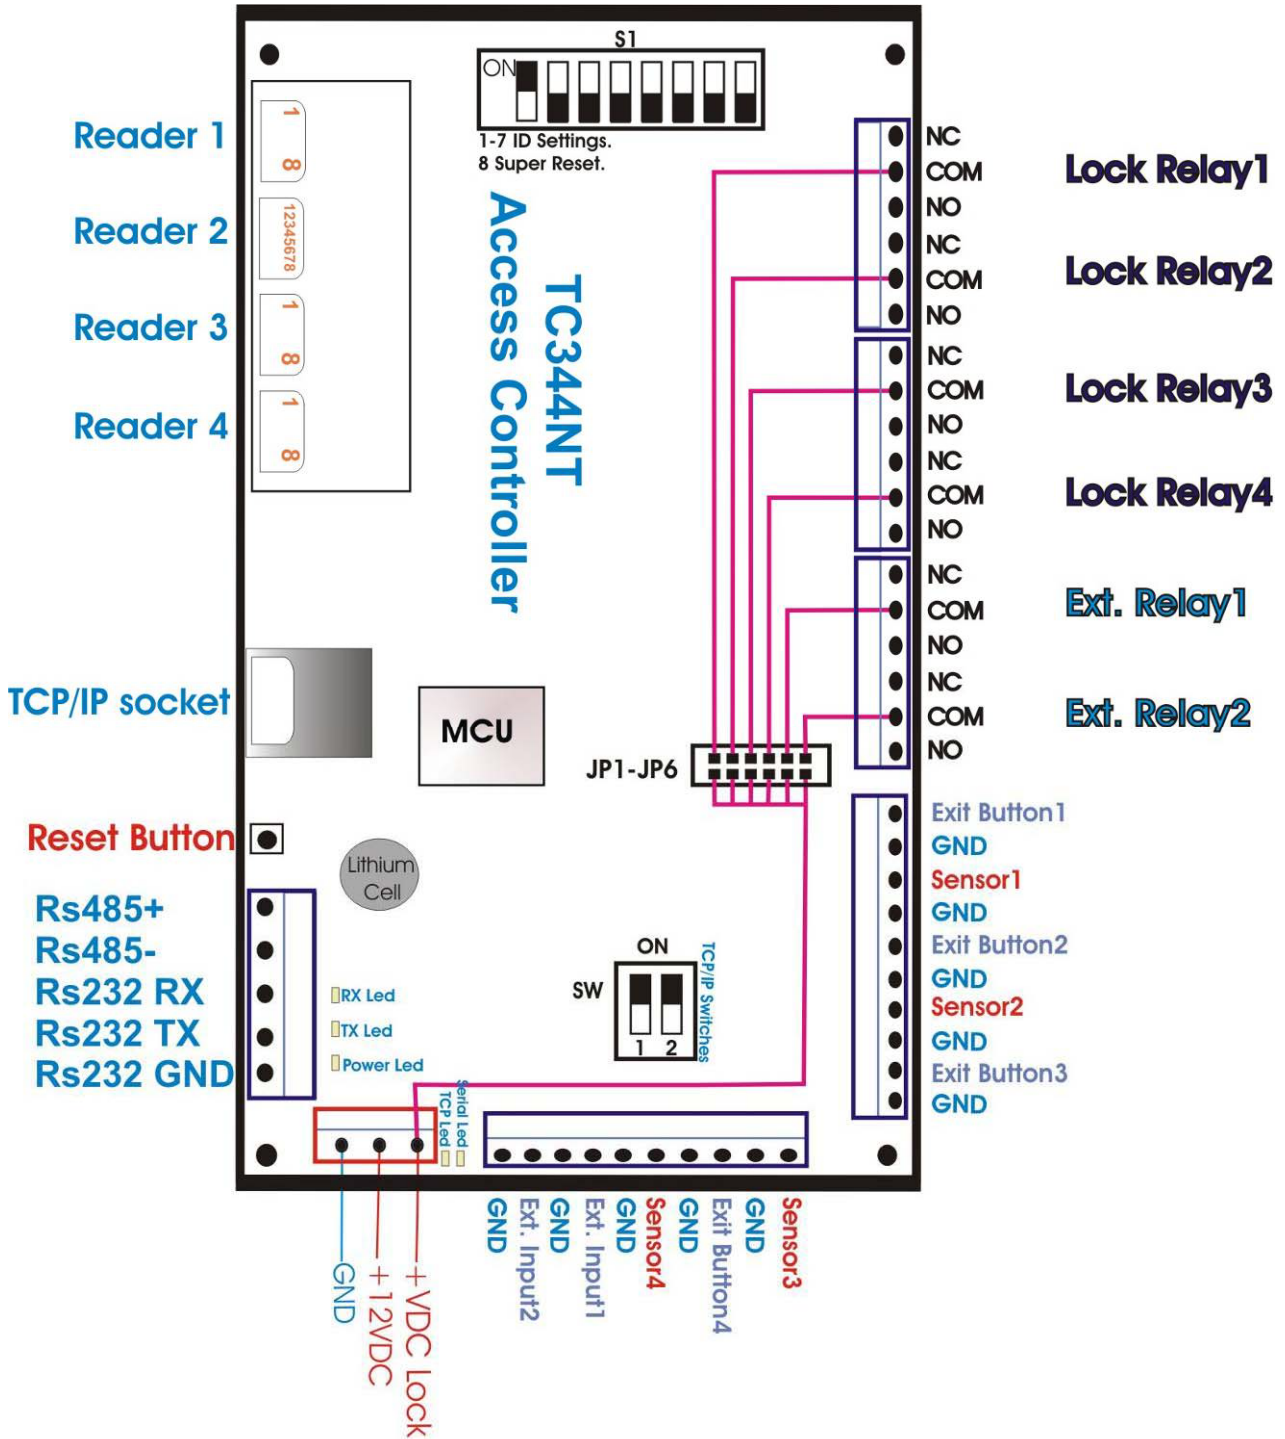 S1
ON
1-7 ID Settings.
8 Super Reset.
TC344NT
Access Controller
Reader 1
1
8
Reader 2
12345678
Reader 3
1
8
Reader 4
1
8
TCP/IP socket
MCU
JP1-JP6
Reset Button
Lithium
Cell
Rs485+
Rs485-
Rs232 RX
Rs232 TX
Rs232 GND
RX Led
TX Led
Power Led
TCP Led
Serial Led
ON
SW
1 2
TCP/IP Switches
NC
COM
NO
Lock Relay1
NC
COM
NO
Lock Relay2
NC
COM
NO
Lock Relay3
NC
COM
NO
Lock Relay4
NC
COM
NO
Ext. Relay1
NC
COM
NO
Ext. Relay2
Exit Button1
GND
Sensor1
GND
Exit Button2
GND
Sensor2
GND
Exit Button3
GND
GND
+12VDC
+VDC Lock
GND
Ext. Input2
GND
Ext. Input1
GND
Sensor4
GND
Exit Button4
GND
Sensor3